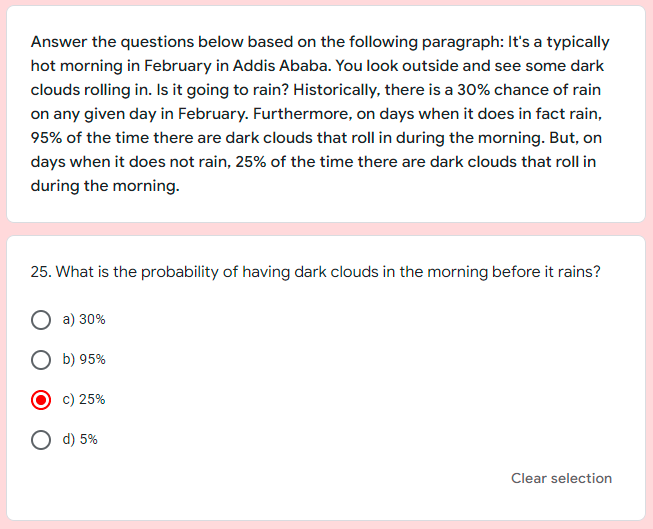 Answer the questions below based on the following paragraph: It's a typically
hot morning in February in Addis Ababa. You look outside and see some dark
clouds rolling in. Is it going to rain? Historically, there is a 30% chance of rain
on any given day in February. Furthermore, on days when it does in fact rain,
95% of the time there are dark clouds that roll in during the morning. But, on
days when it does not rain, 25% of the time there are dark clouds that roll in
during the morning.
25. What is the probability of having dark clouds in the morning before it rains?
a) 30%
b) 95%
c) 25%
d) 5%
Clear selection